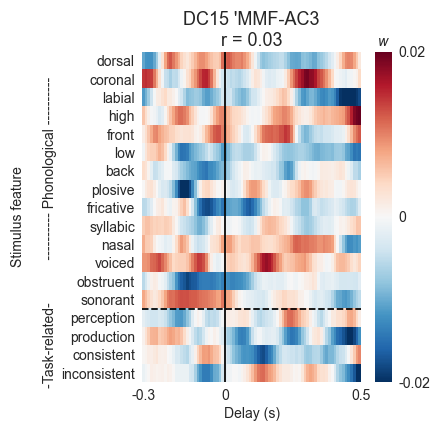 DC15 'MMF-AC3
r = 0.03
w
Stimulus feature
---------- Phonological ----------
-Task-related-
dorsal
coronal
labial
high
front
low
back
plosive
fricative
syllabic
nasal
voiced
obstruent
sonorant
perception
production
consistent
inconsistent
0.02
0
-0.02
-0.3
0
0.5
Delay (s)